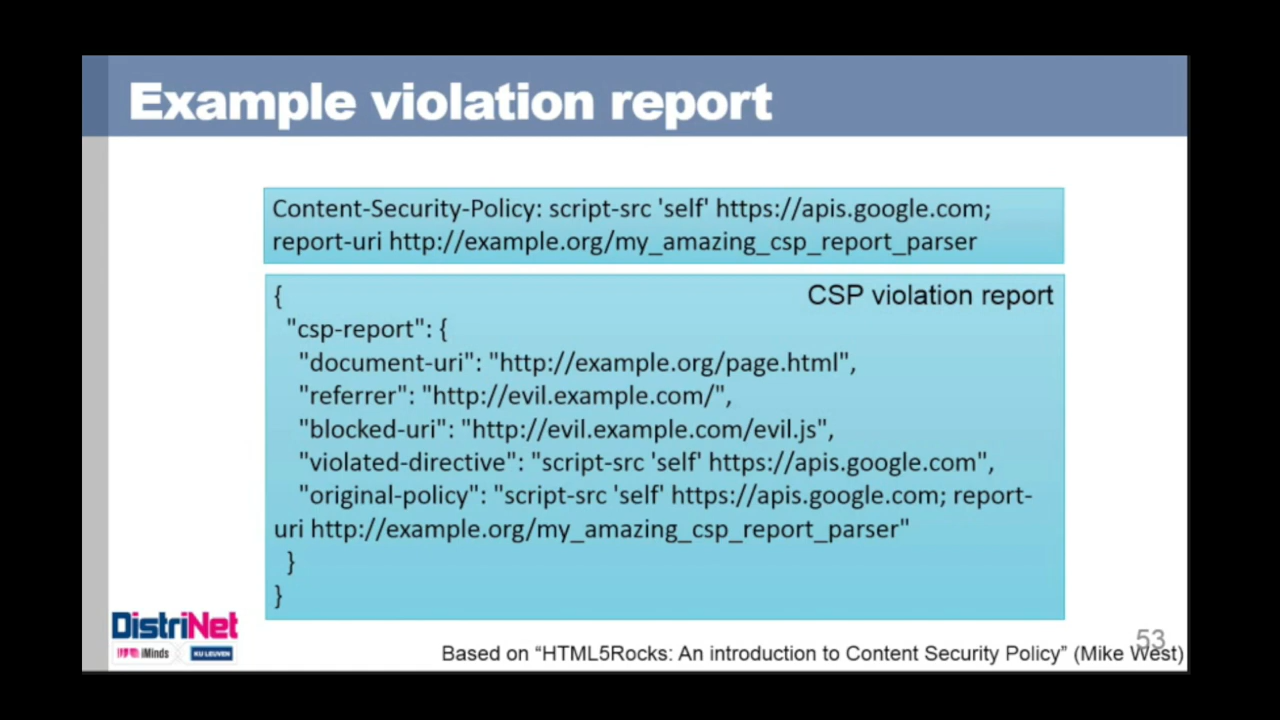 Example violation report
Content-Security-Policy: script-src 'self' https://apis.google.com;
report-uri http://example.org/my_amazing_csp_report_parser
CSP violation report
{
"csp-report": {
"document-uri": "http://example.org/page.html",
"referrer": "http://evil.example.com/",
"blocked-uri": "http://evil.example.com/evil.js",
"violated-directive": "script-src 'self' https://apis.google.com",
"original-policy": "script-src 'self' https://apis.google.com; report-
uri http://example.org/my_amazing_csp_report_parser"
}
}
DistriNet
iMinds
KU LEUVEN
53
Based on “HTML5Rocks: An introduction to Content Security Policy” (Mike West)